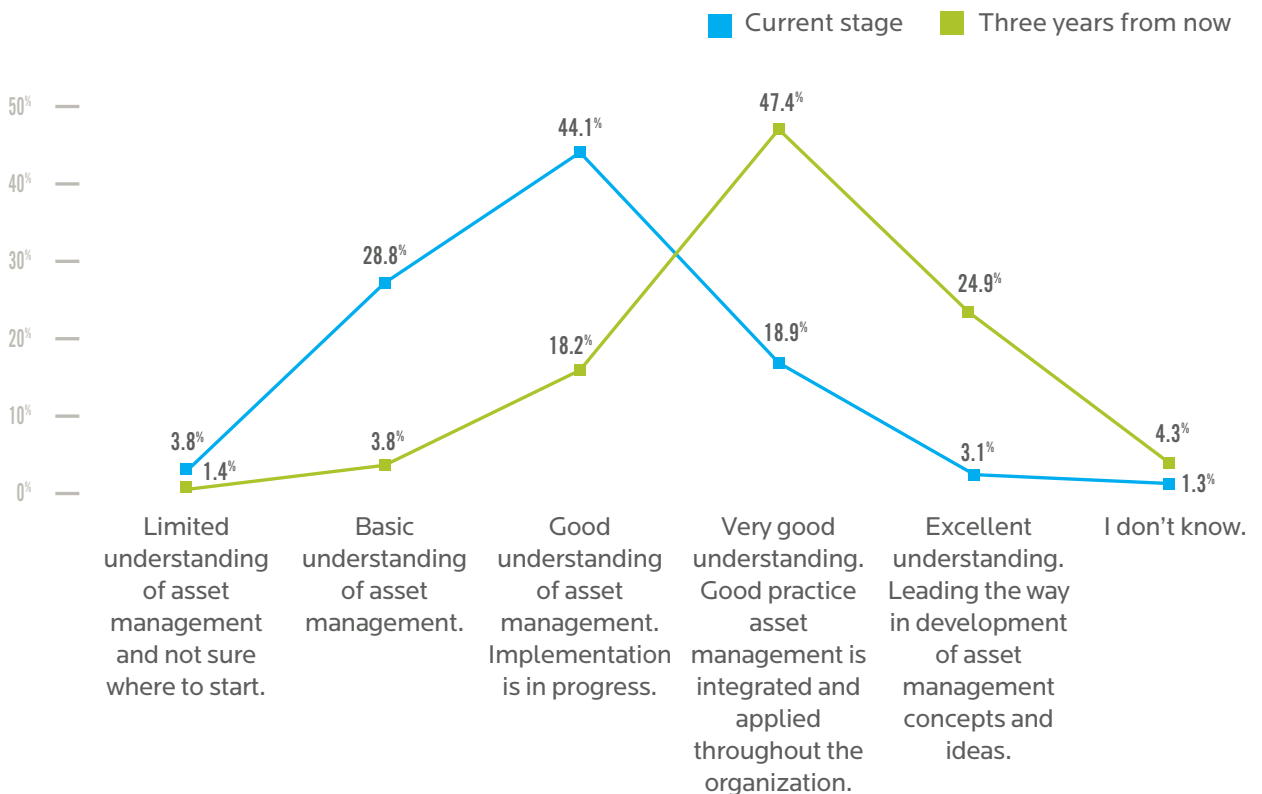 Current stage Three years from now
50%
40%
30%
20%
10%
0%
3.8%
28.8%
44.1%
18.9%
3.1%
1.3%
1.4%
3.8%
18.2%
47.4%
24.9%
4.3%
Limited
understanding
of asset
management
and not sure
where to start.
Basic
understanding
of asset
management.
Good
understanding
of asset
management.
Implementation
is in progress.
Very good
understanding.
Good practice
asset
management is
integrated and
applied
throughout the
organization.
Excellent
understanding.
Leading the way
in development
of asset
management
concepts and
ideas.
I don't know.